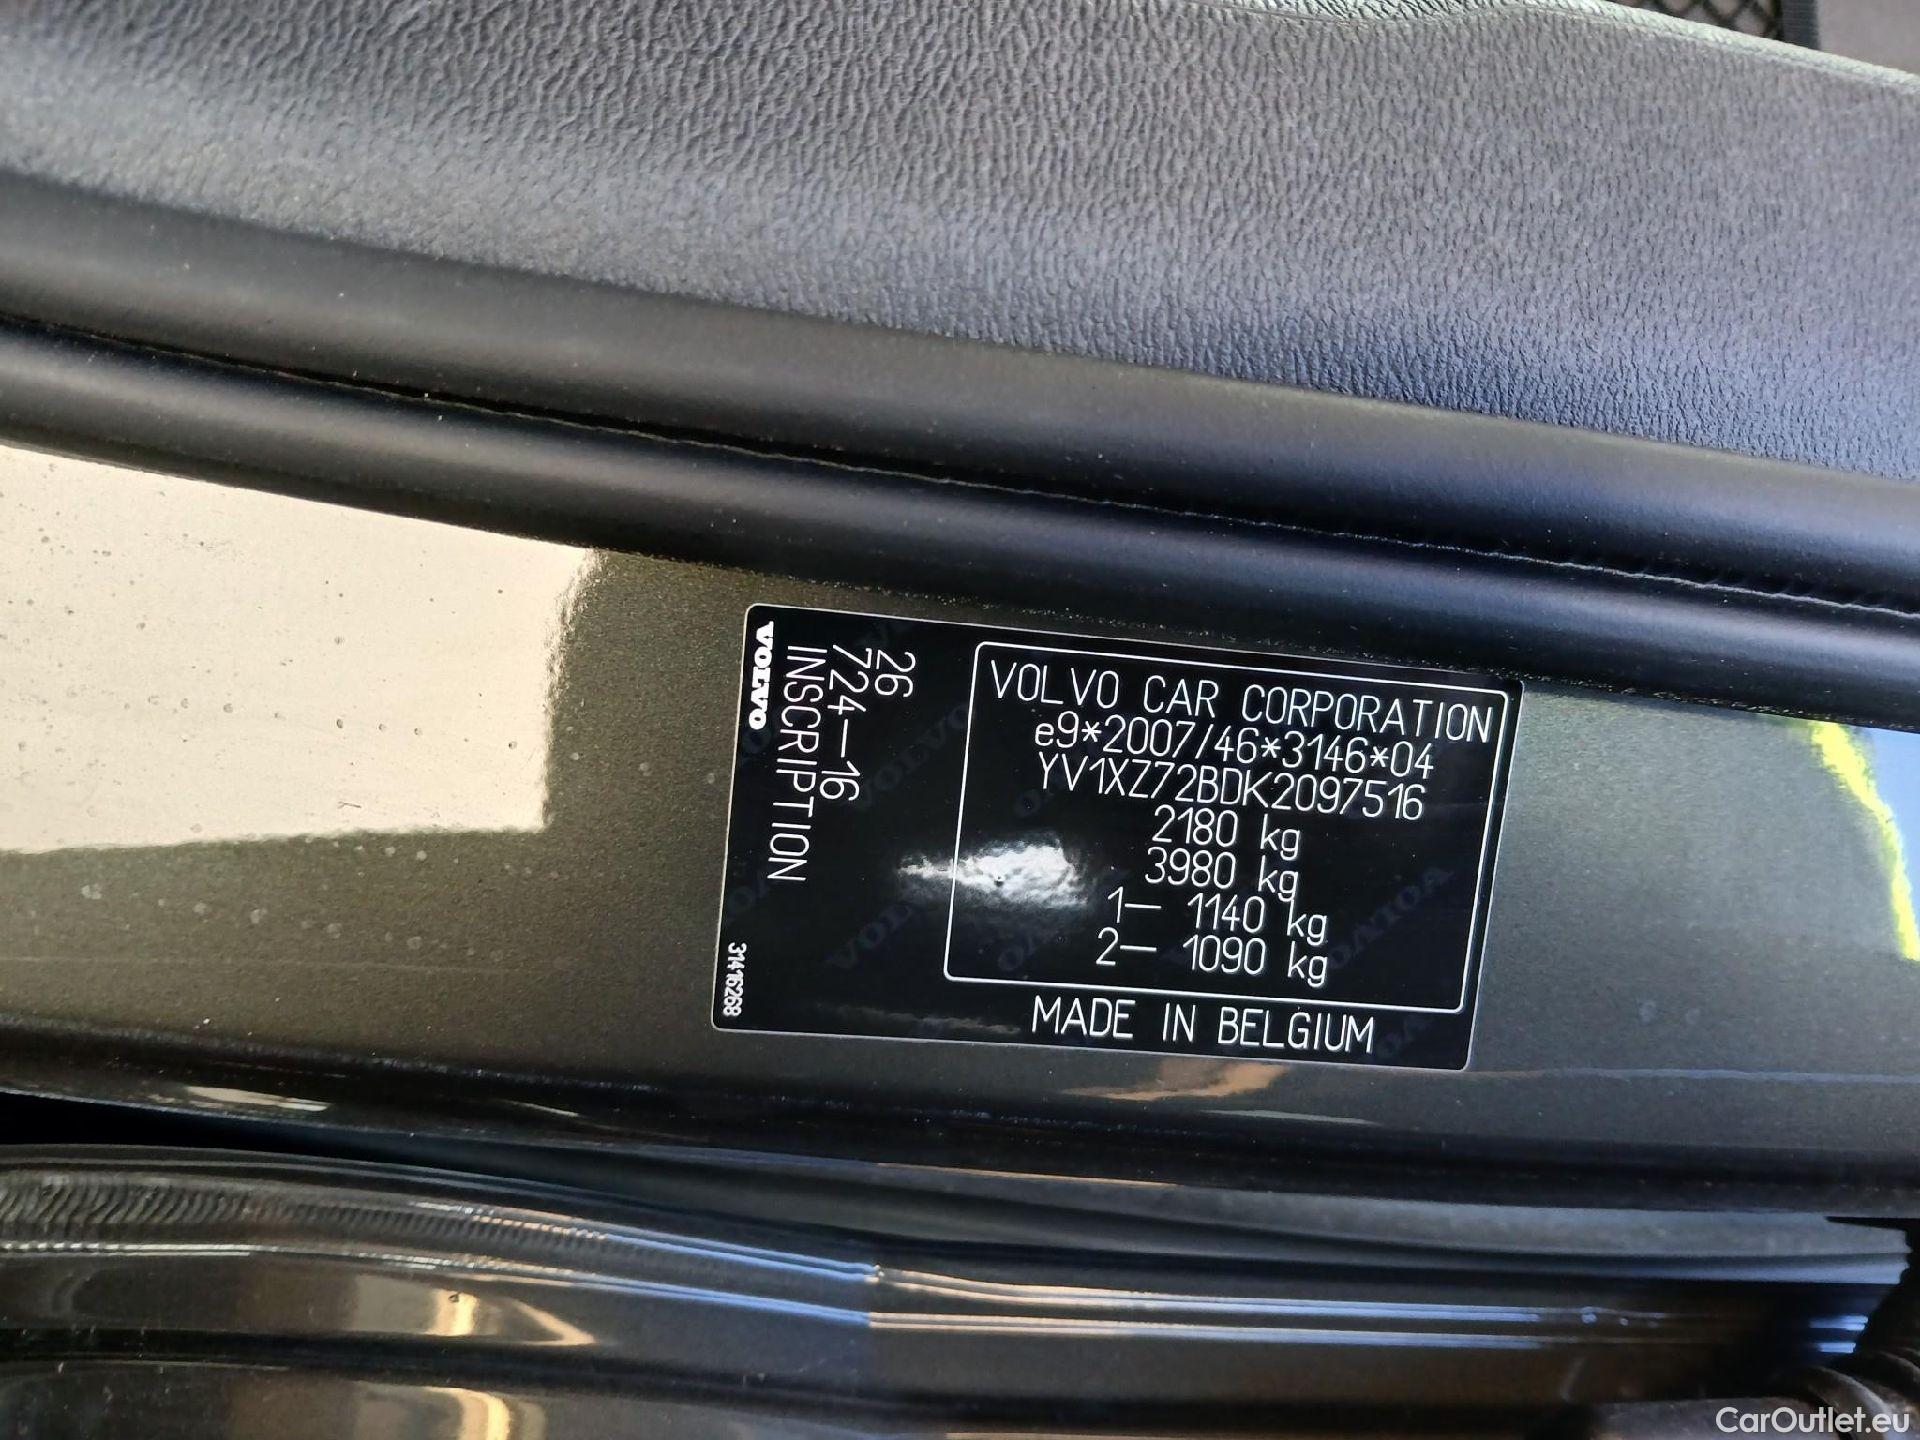 VOLVO CAR CORPORATION
e9*2007/46*3146*04
YV1XZ72BDK2097516
2180 kg
3980 kg
1— 1140 kg
2— 1090 kg
MADE IN BELGIUM
26
724—16
INSCRIPTION
VOLVO
31416268
CarOutlet.eu